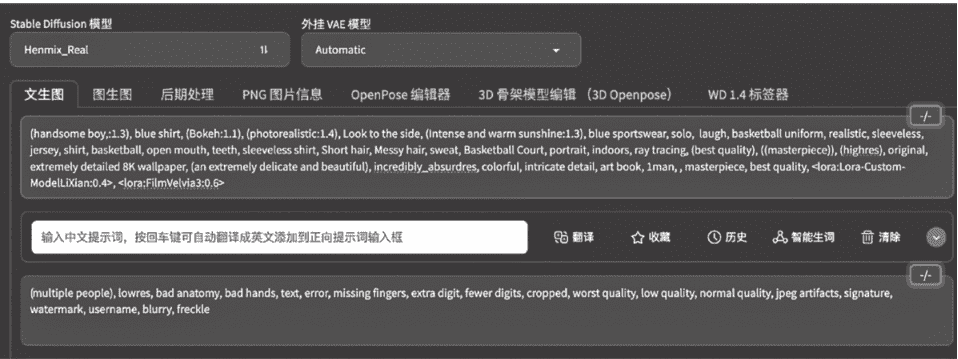 Stable Diffusion 模型 外挂 VAE 模型
Henmix_Real Automatic
文生图 图生图 后期处理 PNG 图片信息 OpenPose 编辑器 3D 骨架模型编辑 （3D Openpose） WD 1.4 标签器
-/-
(handsome boy,:1.3), blue shirt, (Bokeh:1.1), (photorealistic:1.4), Look to the side, (Intense and warm sunshine:1.3), blue sportswear, solo, laugh, basketball uniform, realistic, sleeveless,
jersey, shirt, basketball, open mouth, teeth, sleeveless shirt, Short hair, Messy hair, sweat, Basketball Court, portrait, indoors, ray tracing, (best quality), ((masterpiece)), (highres), original,
extremely detailed 8K wallpaper, (an extremely delicate and beautiful), incredibly_absurdres, colorful, intricate detail, art book, 1man, , masterpiece, best quality, <lora:Lora-Custom-
ModelLiXian:0.4>, <lora:FilmVelvia3:0.6>
输入中文提示词，按回车键可自动翻译成英文添加到正向提示词输入框 翻译 收藏 历史 智能生词 清除
-/-
(multiple people), lowres, bad anatomy, bad hands, text, error, missing fingers, extra digit, fewer digits, cropped, worst quality, low quality, normal quality, jpeg artifacts, signature,
watermark, username, blurry, freckle